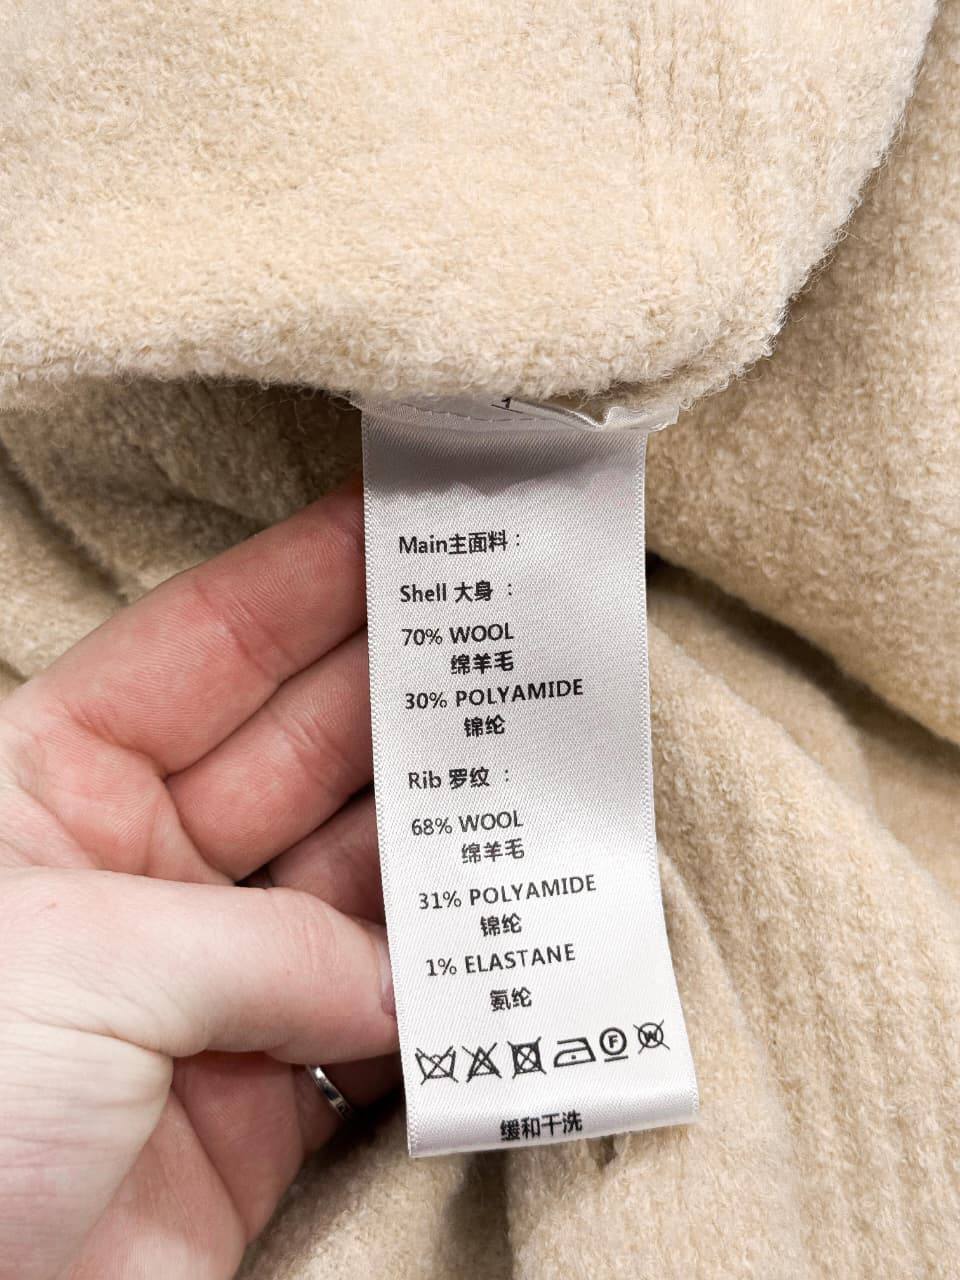 1
Main主面料：
Shell 大身 ：
70% WOOL
绵羊毛
30% POLYAMIDE
锦纶
Rib 罗纹 ：
68% WOOL
绵羊毛
31% POLYAMIDE
锦纶
1% ELASTANE
氨纶
F W
缓和干洗